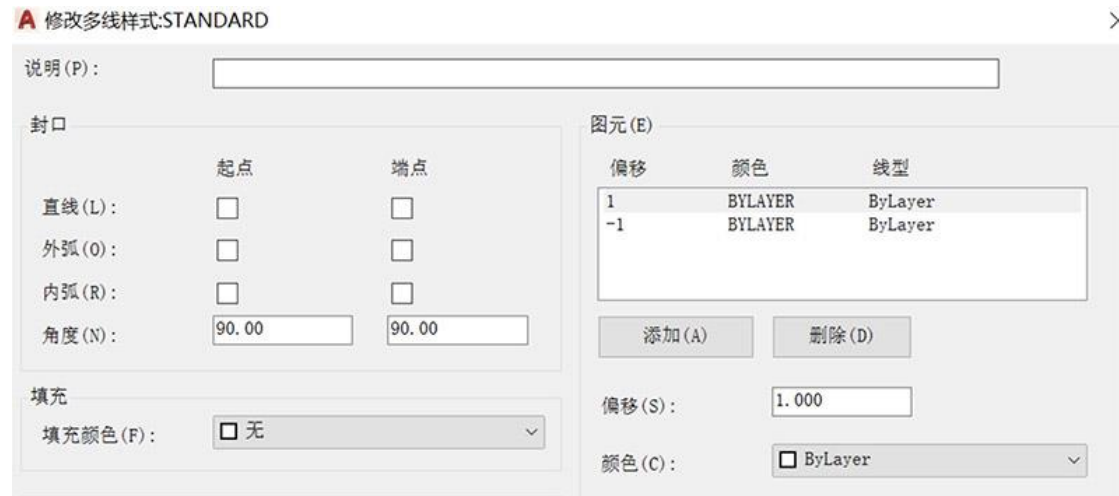 A 修改多线样式:STANDARD
说明(P):
封口
起点 端点
直线(L):
外弧(O):
内弧(R):
角度(N): 90.00 90.00
填充
填充颜色(F): 无
图元(E)
偏移 颜色 线型
1 BYLAYER ByLayer
-1 BYLAYER ByLayer
添加(A) 删除(D)
偏移(S): 1.000
颜色(C): ByLayer